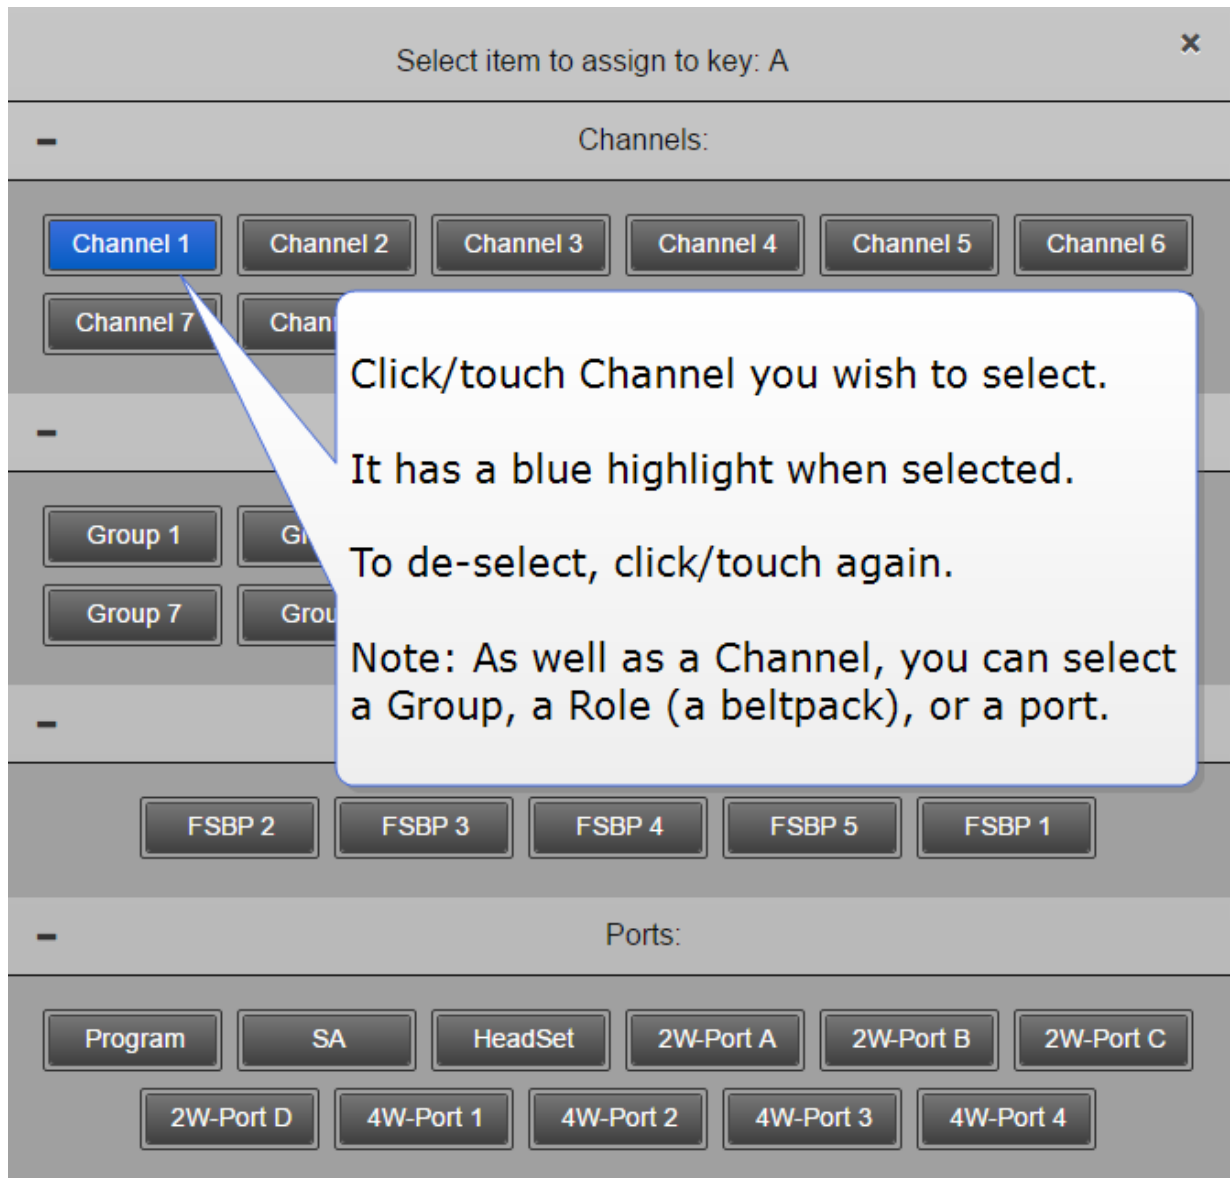 Select item to assign to key: A
Channels:
Channel 1 Channel 2 Channel 3 Channel 4 Channel 5 Channel 6
Channel 7
Click/touch Channel you wish to select.
It has a blue highlight when selected.
To de-select, click/touch again.
Note: As well as a Channel, you can select
a Group, a Role (a beltpack), or a port.
Group 1
Group 7
FSBP 2 FSBP 3 FSBP 4 FSBP 5 FSBP 1
Ports:
Program SA HeadSet 2W-Port A 2W-Port B 2W-Port C
2W-Port D 4W-Port 1 4W-Port 2 4W-Port 3 4W-Port 4